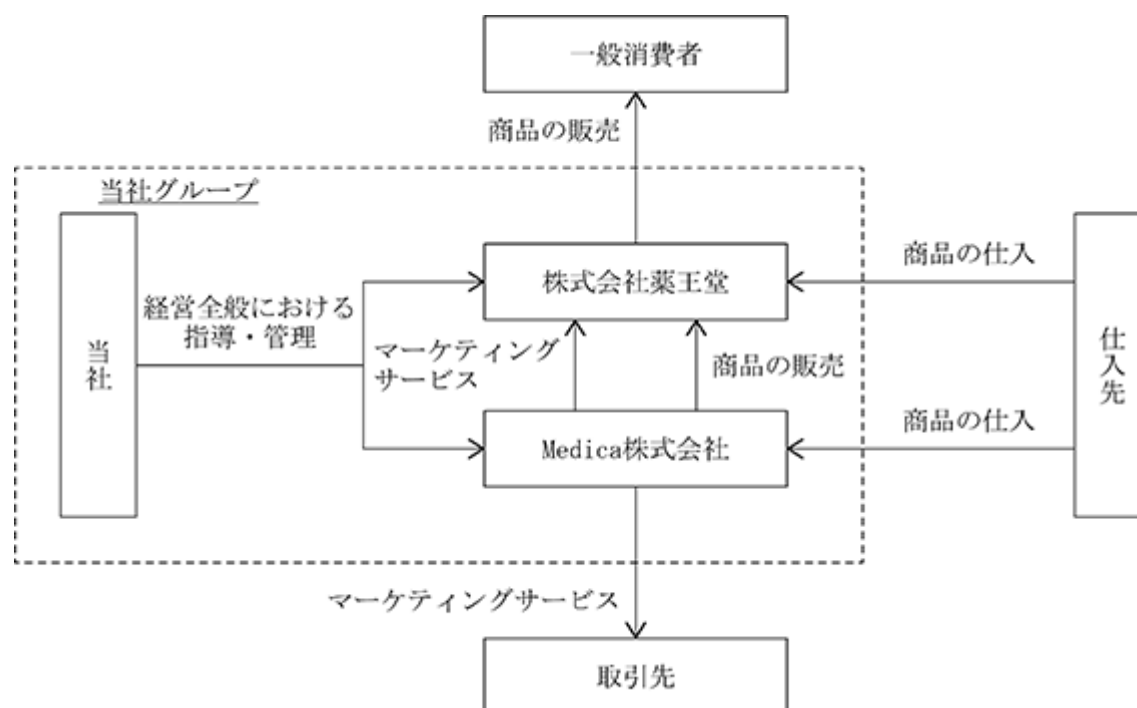 一般消費者
商品の販売
当社グループ
株式会社薬王堂
商品の仕入
経営全般における
指導・管理
マーケティング
サービス
商品の販売
当社
仕入先
Medica株式会社
商品の仕入
マーケティングサービス
取引先